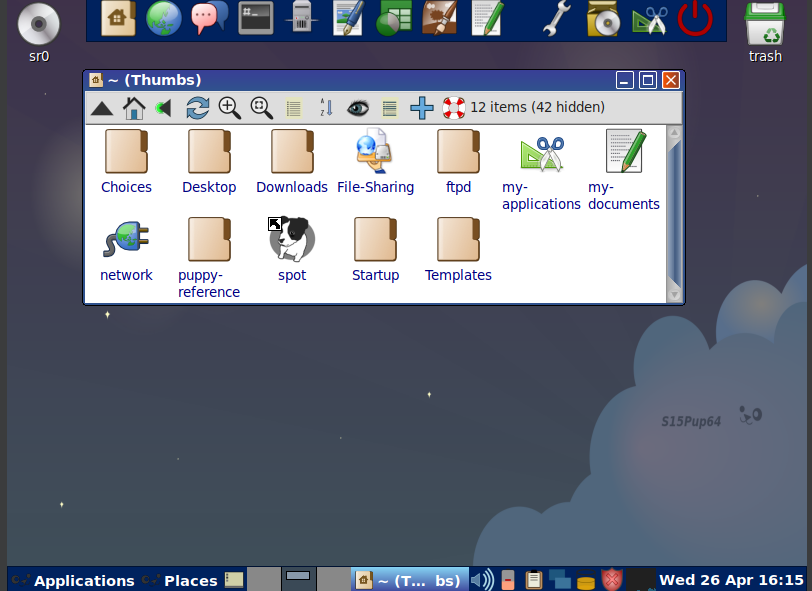 sr0
trash
~ (Thumbs)
12 items (42 hidden)
Choices
Desktop
Downloads
File-Sharing
ftpd
my-
applications
my-
documents
network
puppy-
reference
spot
Startup
Templates
S15Pup64
Applications
Places
~ (T... bs)
Wed 26 Apr 16:15